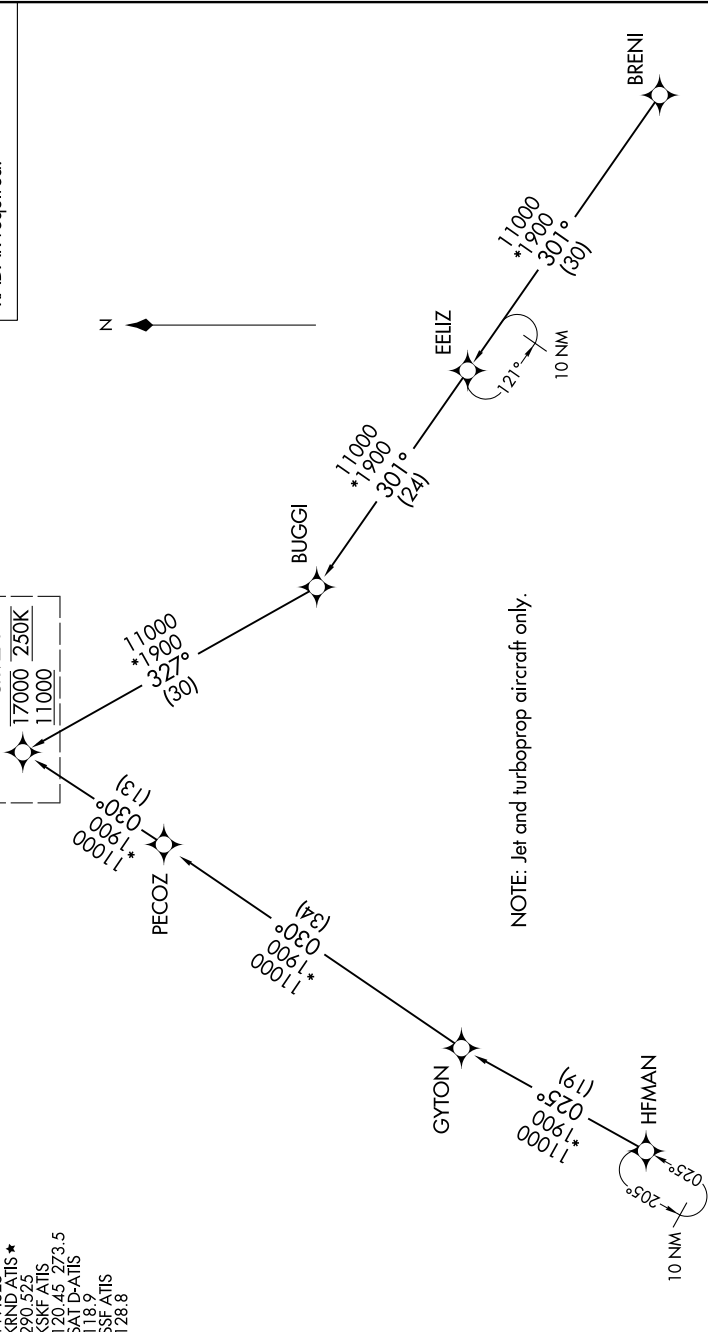 KRND ATIS ★
290.525
KSKF ATIS
120.45 273.5
SAT D-ATIS
118.9
SSF ATIS
128.8
17000 250K
11000
N
BRENI
11000
*1900
301°
(30)
EELIZ
121°
10 NM
11000
*1900
301°
(24)
BUGGI
11000
*1900
327°
(30)
11000
*1900
030°
(13)
PECOZ
11000
*1900
030°
(34)
GYTON
11000
*1900
025°
(19)
HFMAN
205°
025°
10 NM
NOTE: Jet and turboprop aircraft only.